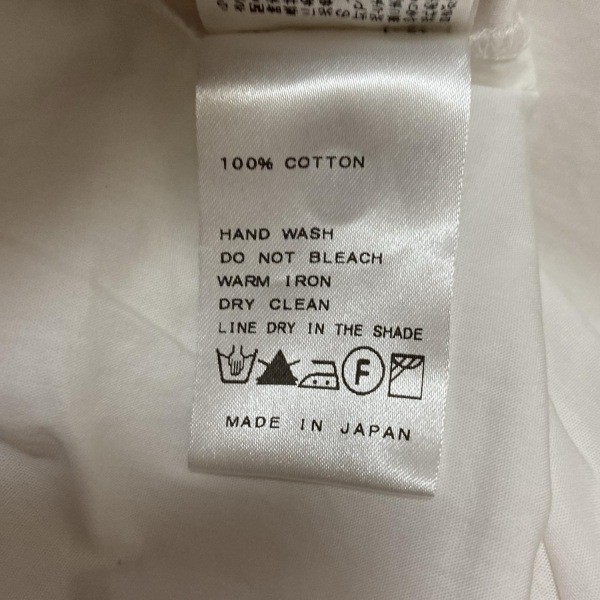 100% COTTON
HAND WASH
DO NOT BLEACH
WARM IRON
DRY CLEAN
LINE DRY IN THE SHADE
F
MADE IN JAPAN